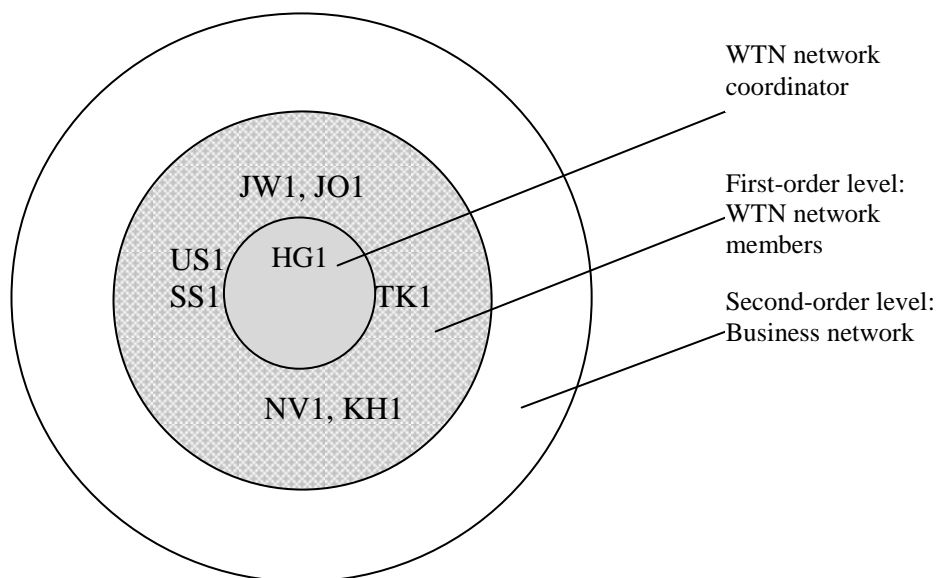 WTN network
coordinator
JW1, JO1
First-order level:
WTN network
members
US1
HG1
SS1
TK1
Second-order level:
Business network
NV1, KH1